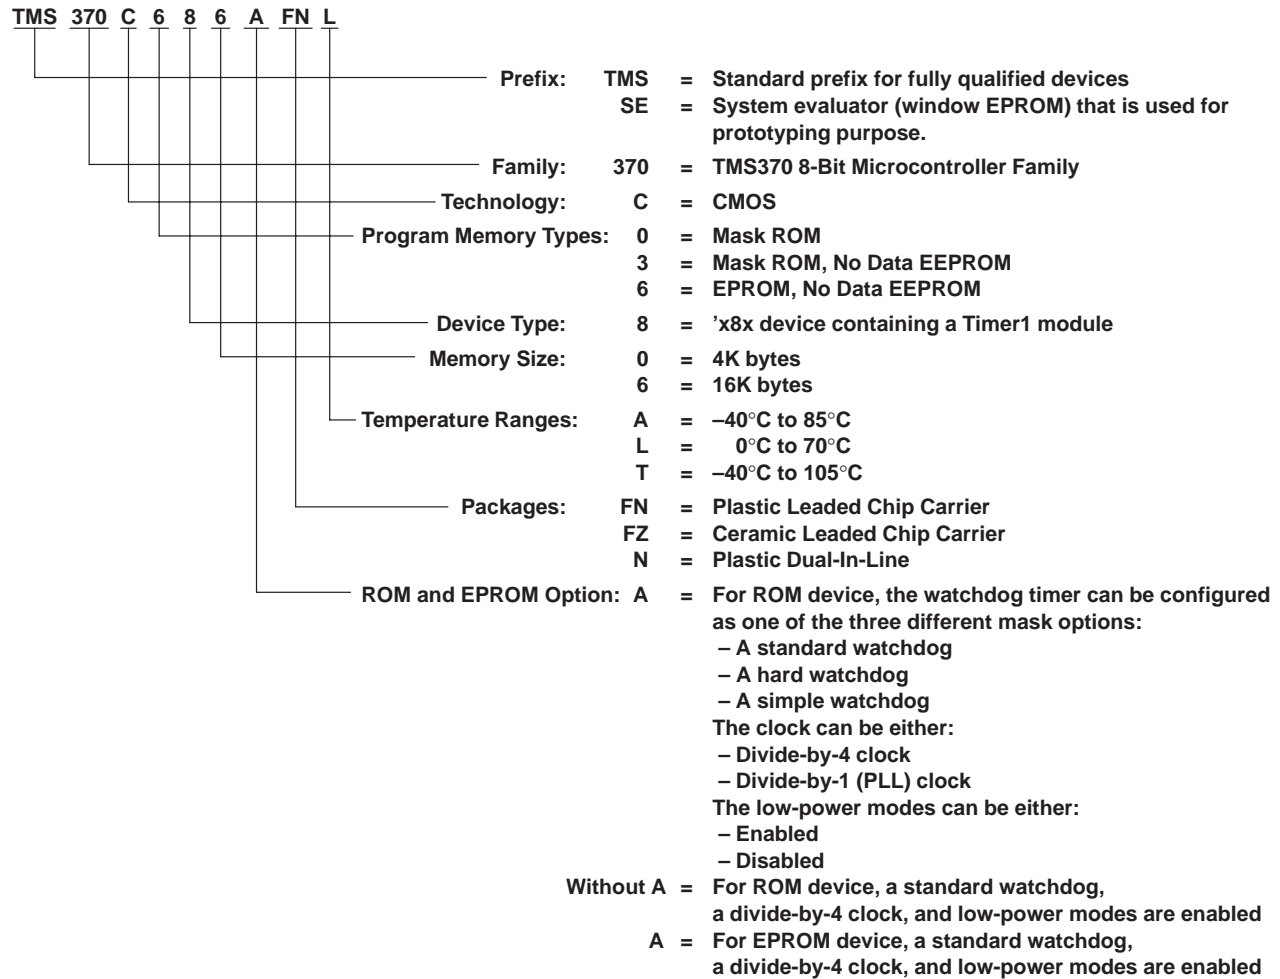 TMS 370 C 6 8 6 A FN L
Prefix: TMS = Standard prefix for fully qualified devices
SE = System evaluator (window EPROM) that is used for
prototyping purpose.
Family: 370 = TMS370 8-Bit Microcontroller Family
Technology: C = CMOS
Program Memory Types: 0 = Mask ROM
3 = Mask ROM, No Data EEPROM
6 = EPROM, No Data EEPROM
Device Type: 8 = ’x8x device containing a Timer1 module
Memory Size: 0 = 4K bytes
6 = 16K bytes
Temperature Ranges: A = –40°C to 85°C
L = 0°C to 70°C
T = –40°C to 105°C
Packages: FN = Plastic Leaded Chip Carrier
FZ = Ceramic Leaded Chip Carrier
N = Plastic Dual-In-Line
ROM and EPROM Option: A = For ROM device, the watchdog timer can be configured
as one of the three different mask options:
– A standard watchdog
– A hard watchdog
– A simple watchdog
The clock can be either:
– Divide-by-4 clock
– Divide-by-1 (PLL) clock
The low-power modes can be either:
– Enabled
– Disabled
Without A = For ROM device, a standard watchdog,
a divide-by-4 clock, and low-power modes are enabled
A = For EPROM device, a standard watchdog,
a divide-by-4 clock, and low-power modes are enabled